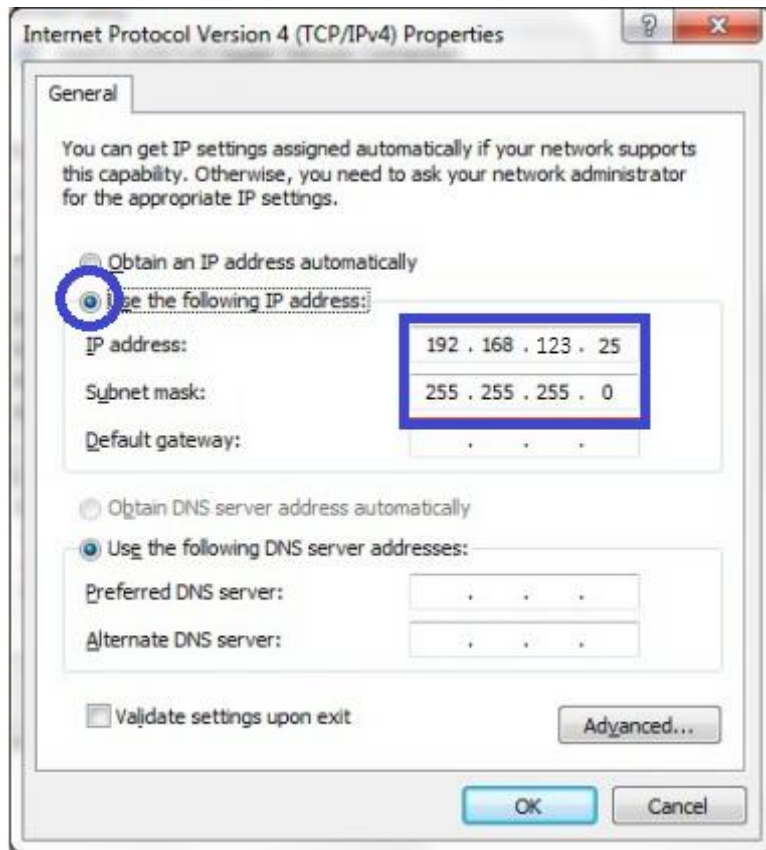 Internet Protocol Version 4 (TCP/IPv4) Properties
General
You can get IP settings assigned automatically if your network supports
this capability. Otherwise, you need to ask your network administrator
for the appropriate IP settings.
Obtain an IP address automatically
Use the following IP address:
IP address: 192 . 168 . 123 . 25
Subnet mask: 255 . 255 . 255 . 0
Default gateway: . . .
Obtain DNS server address automatically
Use the following DNS server addresses:
Preferred DNS server: . . .
Alternate DNS server: . . .
Validate settings upon exit
Advanced...
OK Cancel